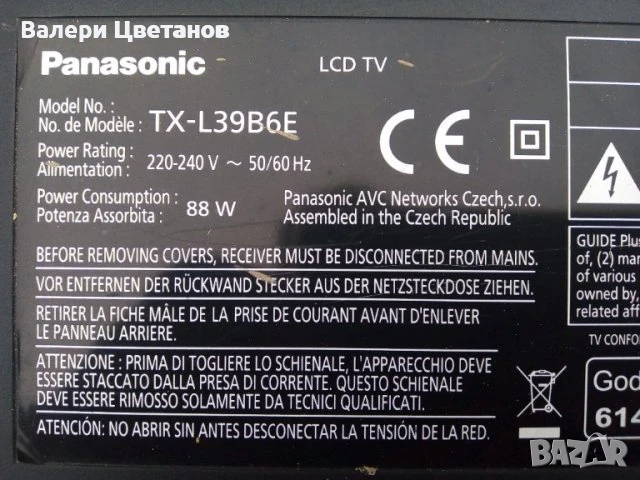 Валери Цветанов
Panasonic
LCD TV
Model No. :
No. de Modèle : TX-L39B6E
Power Rating :
Alimentation : 220-240 V ~ 50/60 Hz
Power Consumption :
Potenza Assorbita : 88 W
Panasonic AVC Networks Czech,s.r.o.
Assembled in the Czech Republic
CE
BEFORE REMOVING COVERS, RECEIVER MUST BE DISCONNECTED FROM MAINS.
VOR ENTFERNEN DER RÜCKWAND STECKER AUS DER NETZSTECKDOSE ZIEHEN.
RETIRER LA FICHE MÂLE DE LA PRISE DE COURANT AVANT D'ENLEVER
LE PANNEAU ARRIERE.
ATTENZIONE : PRIMA DI TOGLIERE LO SCHIENALE, L'APPARECCHIO DEVE
ESSERE STACCATO DALLA PRESA DI CORRENTE. QUESTO SCHIENALE
DEVE ESSERE RIMOSSO SOLAMENTE DA TECNICI QUALIFICATI.
ATENCIÓN: NO ABRIR SIN ANTES DESCONECTAR LA TENSIÓN DE LA RED.
GUIDE Plus
of, (2) man
of various
owned by,
related affi
TV CONFOR
God
614
BAZAR